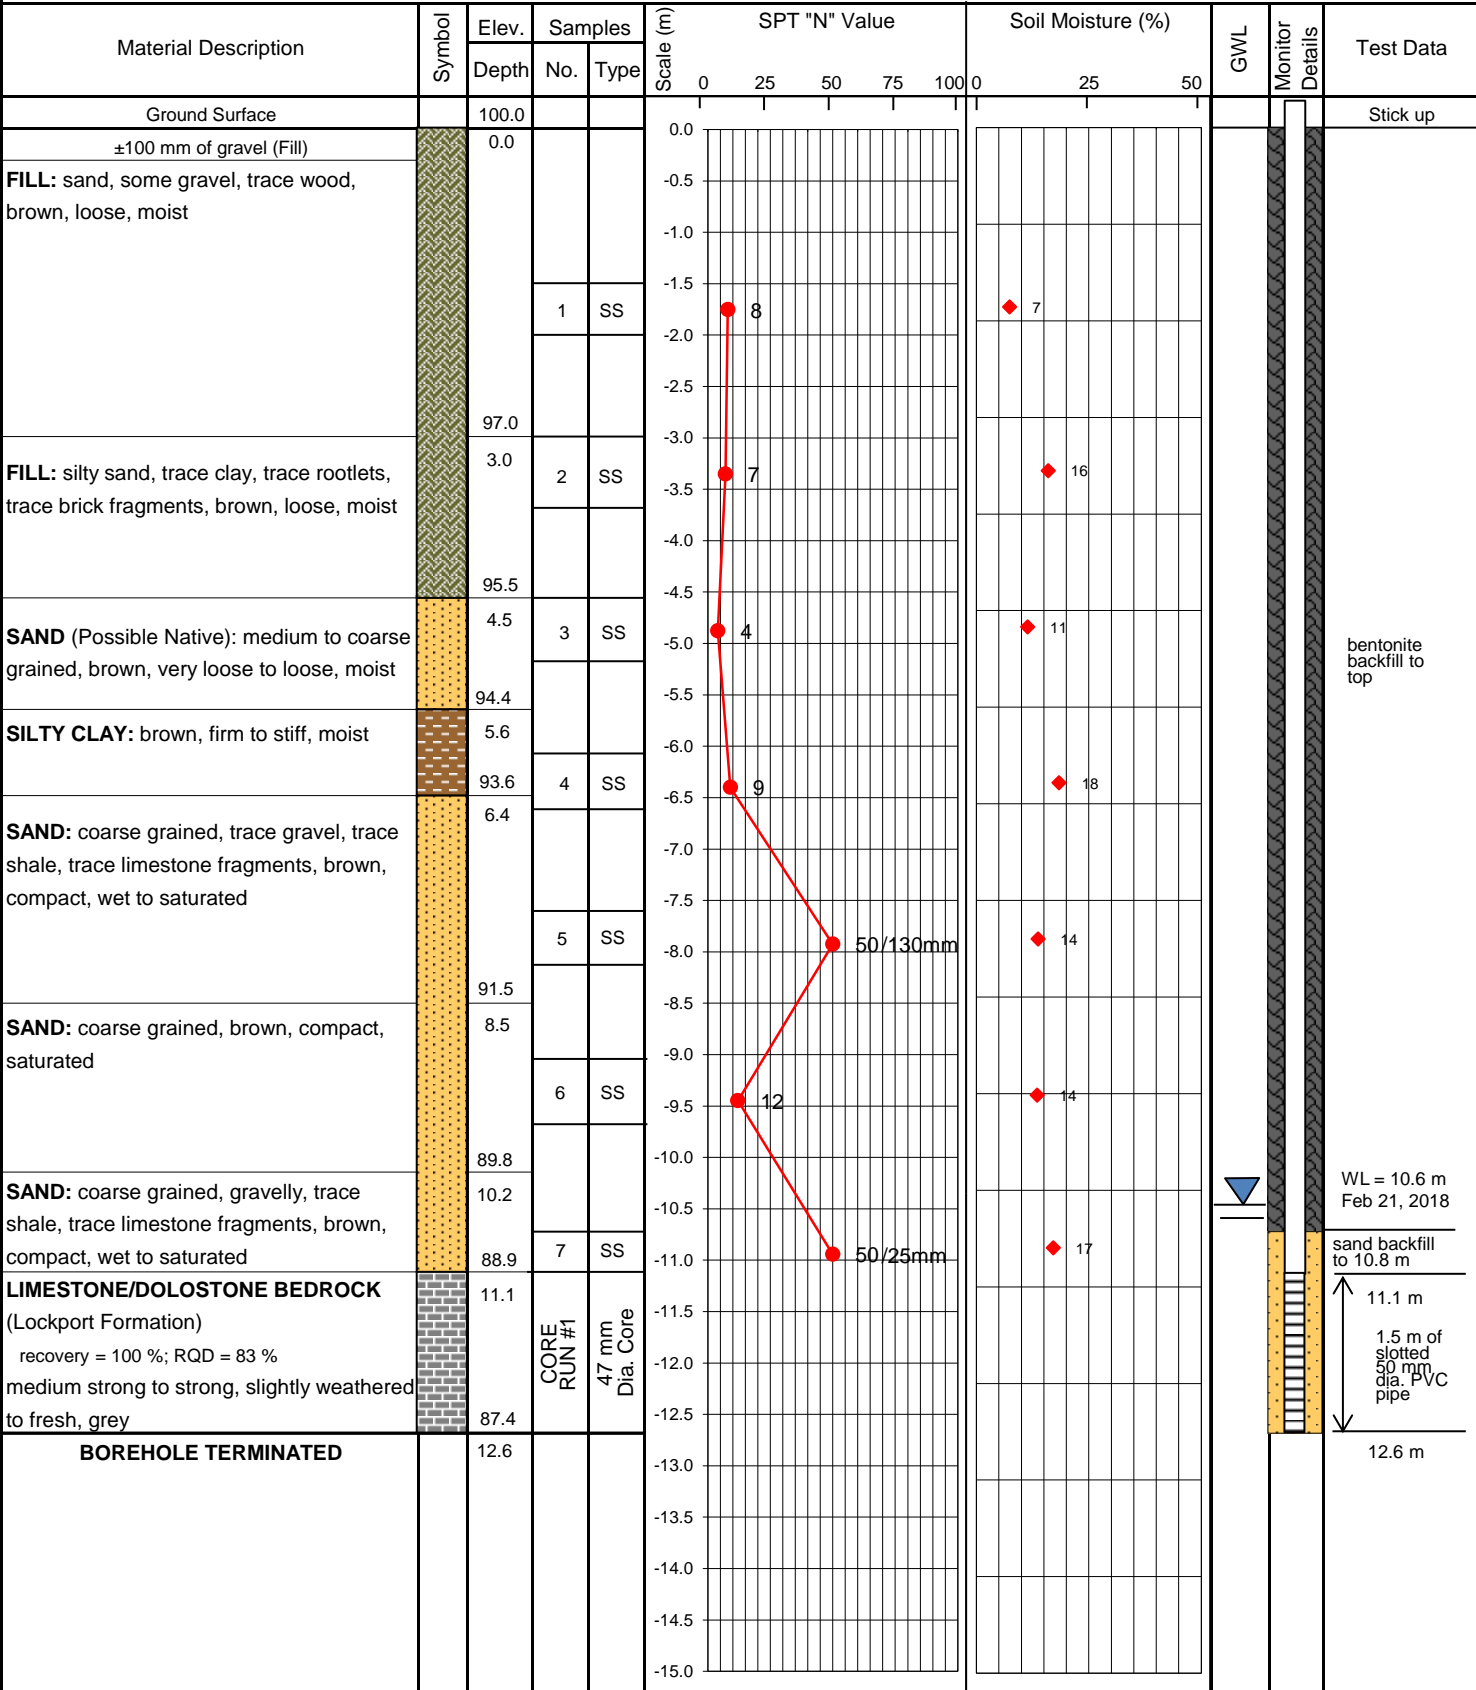 Material Description
Symbol
Elev.
Depth
Samples
No. Type
Scale (m)
SPT "N" Value
0 25 50 75 100
Soil Moisture (%)
0 25 50
GWL
Monitor Details
Test Data
Ground Surface 100.0 Stick up
±100 mm of gravel (Fill) 0.0
FILL: sand, some gravel, trace wood,
brown, loose, moist
1 SS 8 7
97.0
3.0
FILL: silty sand, trace clay, trace rootlets,
trace brick fragments, brown, loose, moist
2 SS 7 16
95.5
4.5
SAND (Possible Native): medium to coarse
grained, brown, very loose to loose, moist
3 SS 4 11
bentonite
backfill to
top
94.4
SILTY CLAY: brown, firm to stiff, moist 5.6
93.6 4 SS 9 18
6.4
SAND: coarse grained, trace gravel, trace
shale, trace limestone fragments, brown,
compact, wet to saturated
5 SS 50/130mm 14
91.5
SAND: coarse grained, brown, compact, 8.5
saturated
6 SS 12 14
89.8
SAND: coarse grained, gravelly, trace 10.2
shale, trace limestone fragments, brown,
compact, wet to saturated
WL = 10.6 m
Feb 21, 2018
88.9 7 SS 50/25mm 17
sand backfill
to 10.8 m
LIMESTONE/DOLOSTONE BEDROCK 11.1
(Lockport Formation)
recovery = 100 %; RQD = 83 %
medium strong to strong, slightly weathered
to fresh, grey 87.4
CORE
RUN #1
47 mm
Dia. Core
11.1 m
1.5 m of
slotted
50 mm
dia. PVC
pipe
BOREHOLE TERMINATED 12.6 12.6 m
0.0
-0.5
-1.0
-1.5
-2.0
-2.5
-3.0
-3.5
-4.0
-4.5
-5.0
-5.5
-6.0
-6.5
-7.0
-7.5
-8.0
-8.5
-9.0
-9.5
-10.0
-10.5
-11.0
-11.5
-12.0
-12.5
-13.0
-13.5
-14.0
-14.5
-15.0